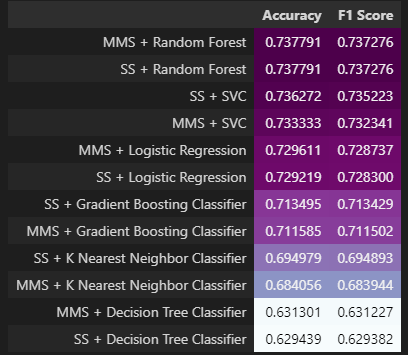 Accuracy F1 Score
MMS + Random Forest 0.737791 0.737276
SS + Random Forest 0.737791 0.737276
SS + SVC 0.736272 0.735223
MMS + SVC 0.733333 0.732341
MMS + Logistic Regression 0.729611 0.728737
SS + Logistic Regression 0.729219 0.728300
SS + Gradient Boosting Classifier 0.713495 0.713429
MMS + Gradient Boosting Classifier 0.711585 0.711502
SS + K Nearest Neighbor Classifier 0.694979 0.694893
MMS + K Nearest Neighbor Classifier 0.684056 0.683944
MMS + Decision Tree Classifier 0.631301 0.631227
SS + Decision Tree Classifier 0.629439 0.629382